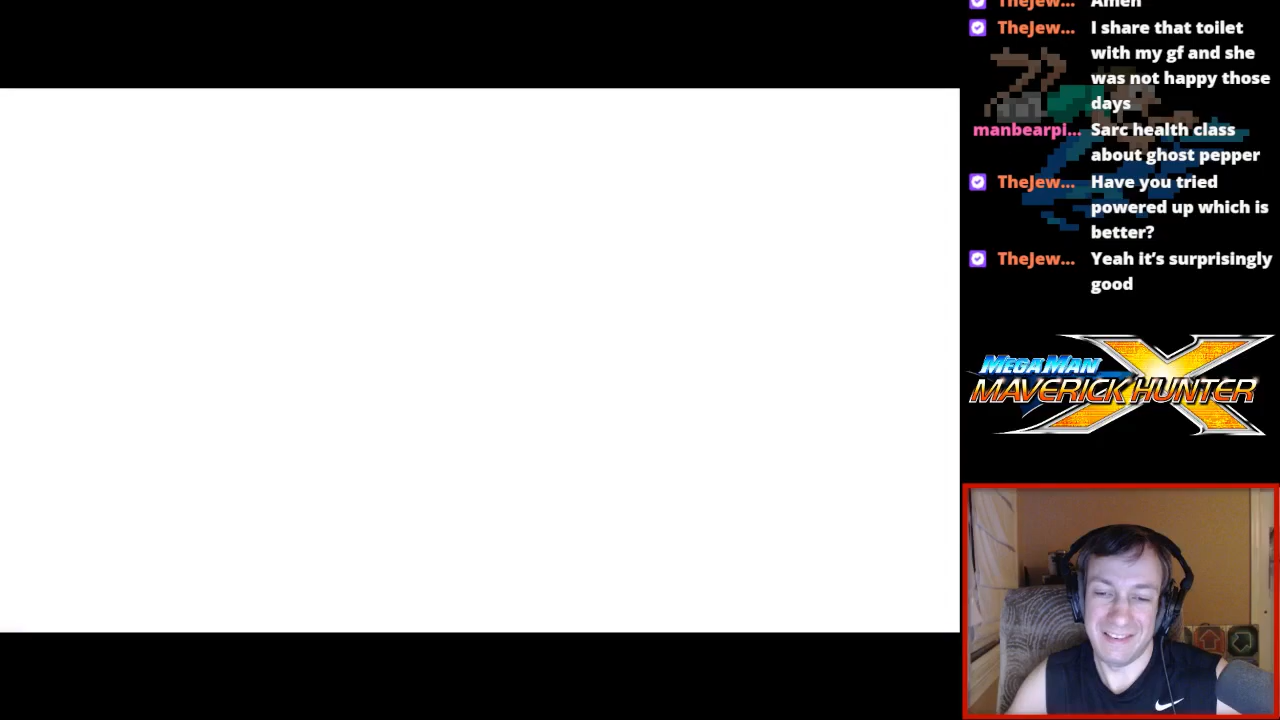 TheJew... Amen
TheJew... I share that toilet
with my gf and she
was not happy those
days
manbearpi... Sarc health class
about ghost pepper
TheJew... Have you tried
powered up which is
better?
TheJew... Yeah it's surprisingly
good
MEGAMAN
MAVERICK HUNTER X